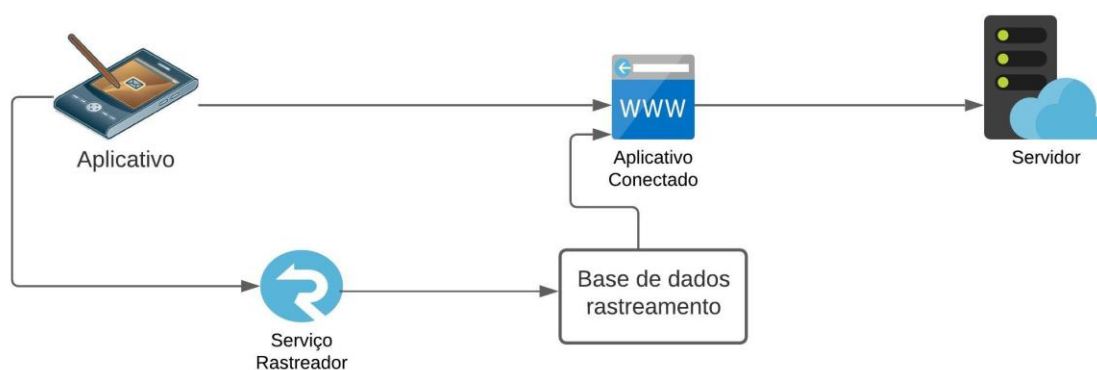 WWW
Aplicativo
Aplicativo
Conectado
Servidor
Base de dados
rastreamento
Serviço
Rastreador